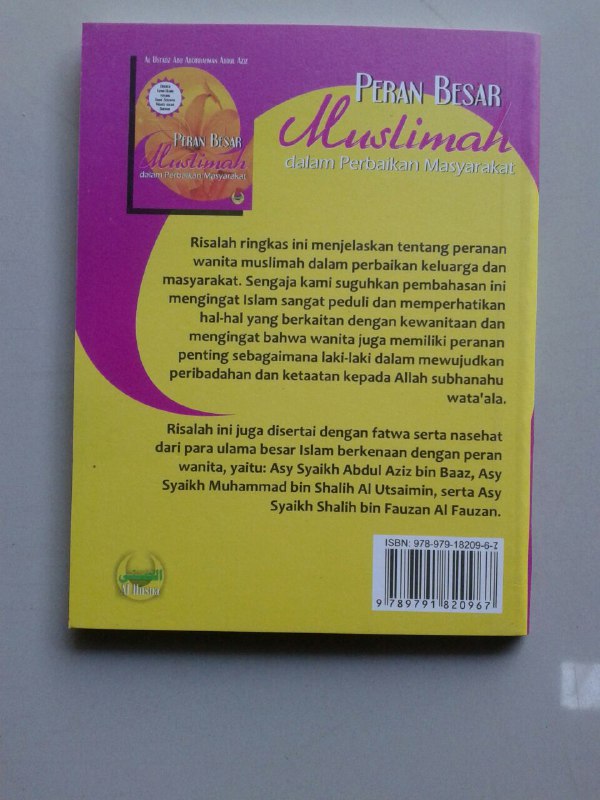 AL USTADZ ABU ABDIRRAHMAN ABDUL AZIZ
PERAN BESAR
Muslimah
dalam Perbaikan Masyarakat
PERAN BESAR
Muslimah
dalam Perbaikan Masyarakat
Risalah ringkas ini menjelaskan tentang peranan
wanita muslimah dalam perbaikan keluarga dan
masyarakat. Sengaja kami suguhkan pembahasan ini
mengingat Islam sangat peduli dan memperhatikan
hal-hal yang berkaitan dengan kewanitaan dan
mengingat bahwa wanita juga memiliki peranan
penting sebagaimana laki-laki dalam mewujudkan
peribadahan dan ketaatan kepada Allah subhanahu
wata'ala.
Risalah ini juga disertai dengan fatwa serta nasehat
dari para ulama besar Islam berkenaan dengan peran
wanita, yaitu: Asy Syaikh Abdul Aziz bin Baaz, Asy
Syaikh Muhammad bin Shalih Al Utsaimin, serta Asy
Syaikh Shalih bin Fauzan Al Fauzan.
ISBN: 978-979-18209-6-7
9 789791 820967
Al Husna